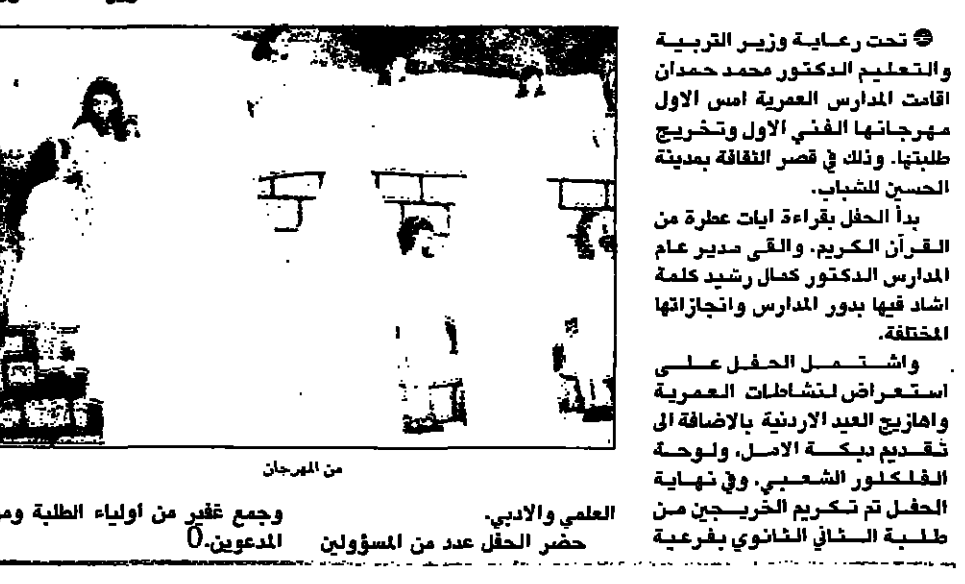 تحت رعاية وزير التربية
والتعليم الدكتور محمد حمدان
اقامت المدارس العمرية امس الاول
مهرجانها الفني الاول وتخريج
طلبتها. وذلك في قصر الثقافة بمدينة
الحسين للشباب.
بدأ الحفل بقراءة ايات عطرة من
القرآن الكريم. والقى مدير عام
المدارس الدكتور كمال رشيد كلمة
اشاد فيها بدور المدارس وانجازاتها
المختلفة.
واشتمل الحفل على
استعراض لنشاطات العمرية
واهازيج العيد الاردنية بالاضافة الى
تقديم دبكة الامل، ولوحة
الفلكلور الشعبي. وفي نهاية
الحفل تم تكريم الخريجين من
طلبة الثاني الثانوي بفرعية
من المهرجان
العلمي والادبي.
حضر الحفل عدد من المسؤولين
وجمع غفير من أولياء الطلبة ومن
المدعوين.